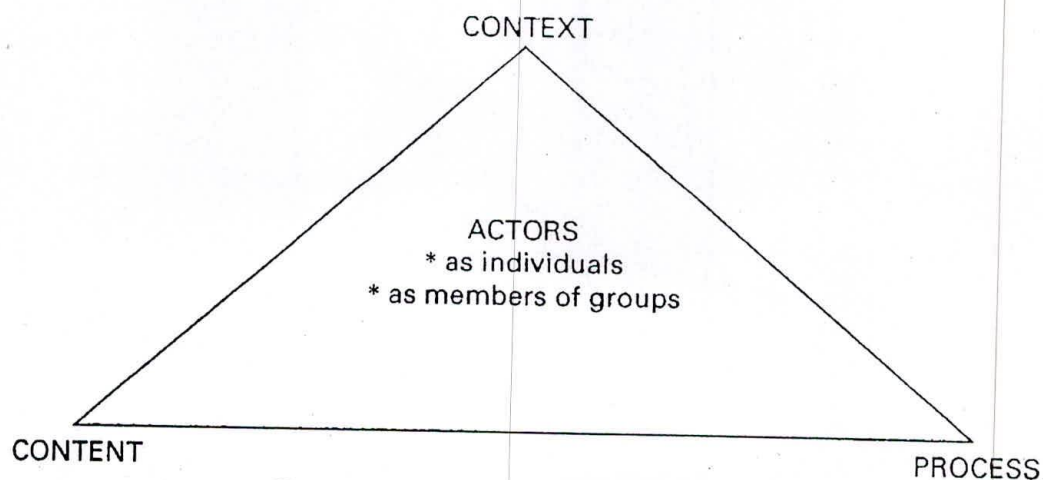 CONTEXT
ACTORS
* as individuals
* as members of groups
CONTENT
PROCESS